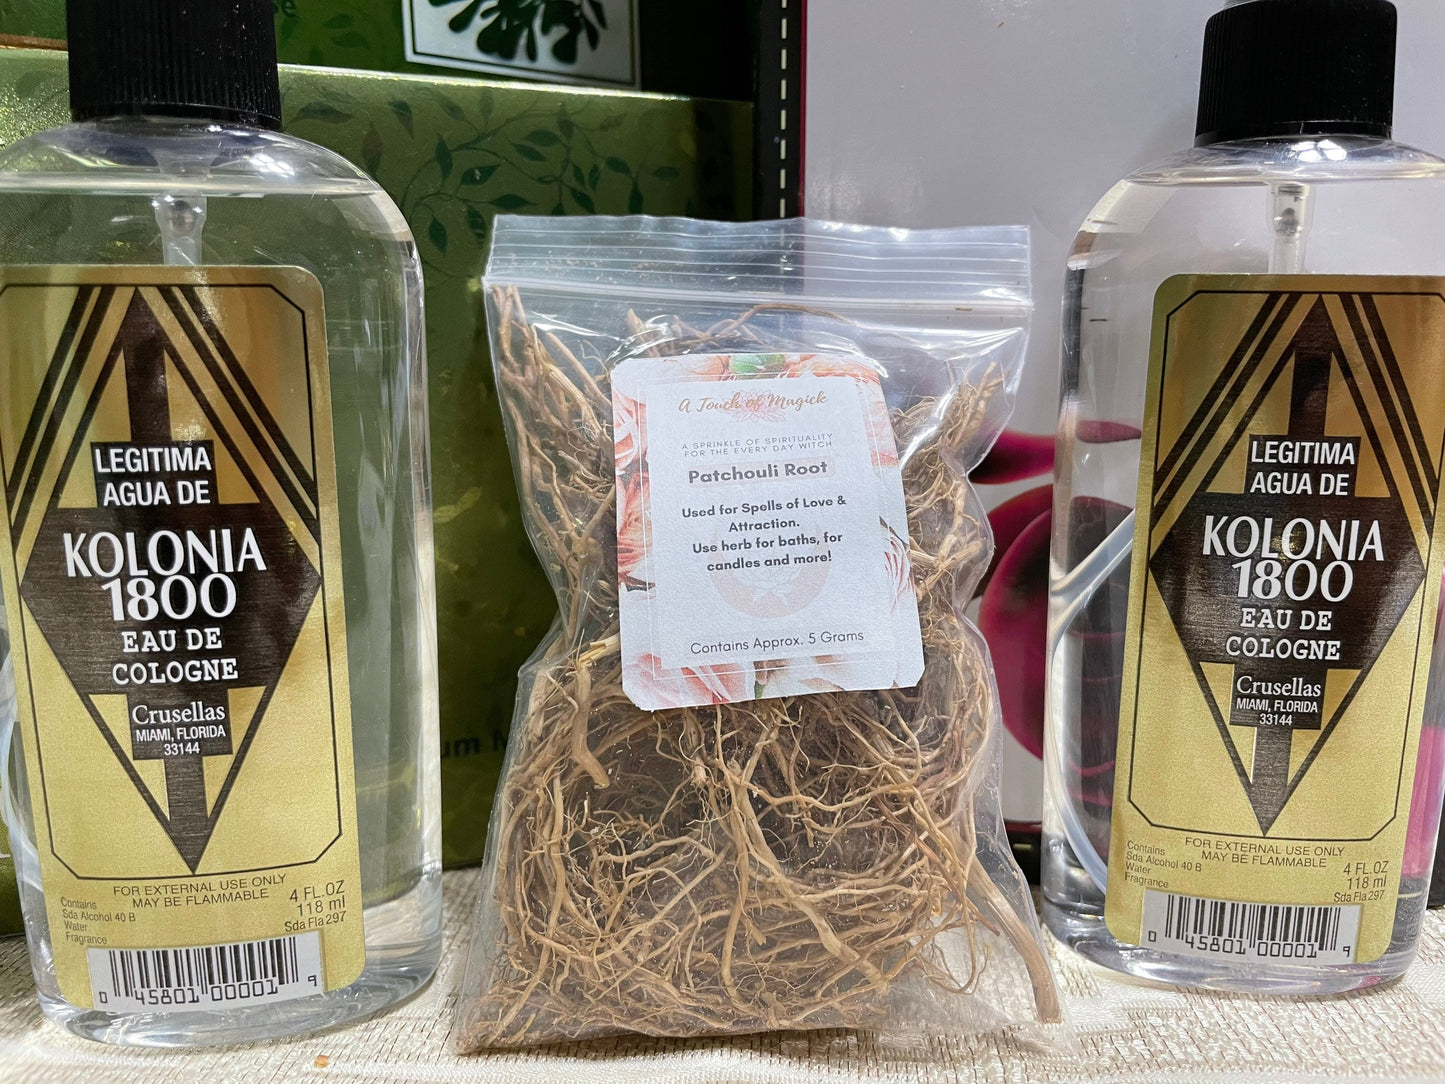 se
LEGITIMA
AGUA DE
KOLONIA
1800
EAU DE
COLOGNE
Crusellas
MIAMI, FLORIDA
33144
FOR EXTERNAL USE ONLY
MAY BE FLAMMABLE
Contains
Sda Alcohol 40 B
Water
Fragrance
4 FL.OZ
118 ml
Sda Fla 297
0 45801 00001 9
A Touch of Magick
A SPRINKLE OF SPIRITUALITY
FOR THE EVERY DAY WITCH
Patchouli Root
Used for Spells of Love &
Attraction.
Use herb for baths, for
candles and more!
Contains Approx. 5 Grams
um M
LEGITIMA
AGUA DE
KOLONIA
1800
EAU DE
COLOGNE
Crusellas
MIAMI, FLORIDA
33144
FOR EXTERNAL USE ONLY
MAY BE FLAMMABLE
Contains
Sda Alcohol 40 B
Water
Fragrance
4 FL.OZ
118 ml
Sda Fla 297
0 45801 00001 9